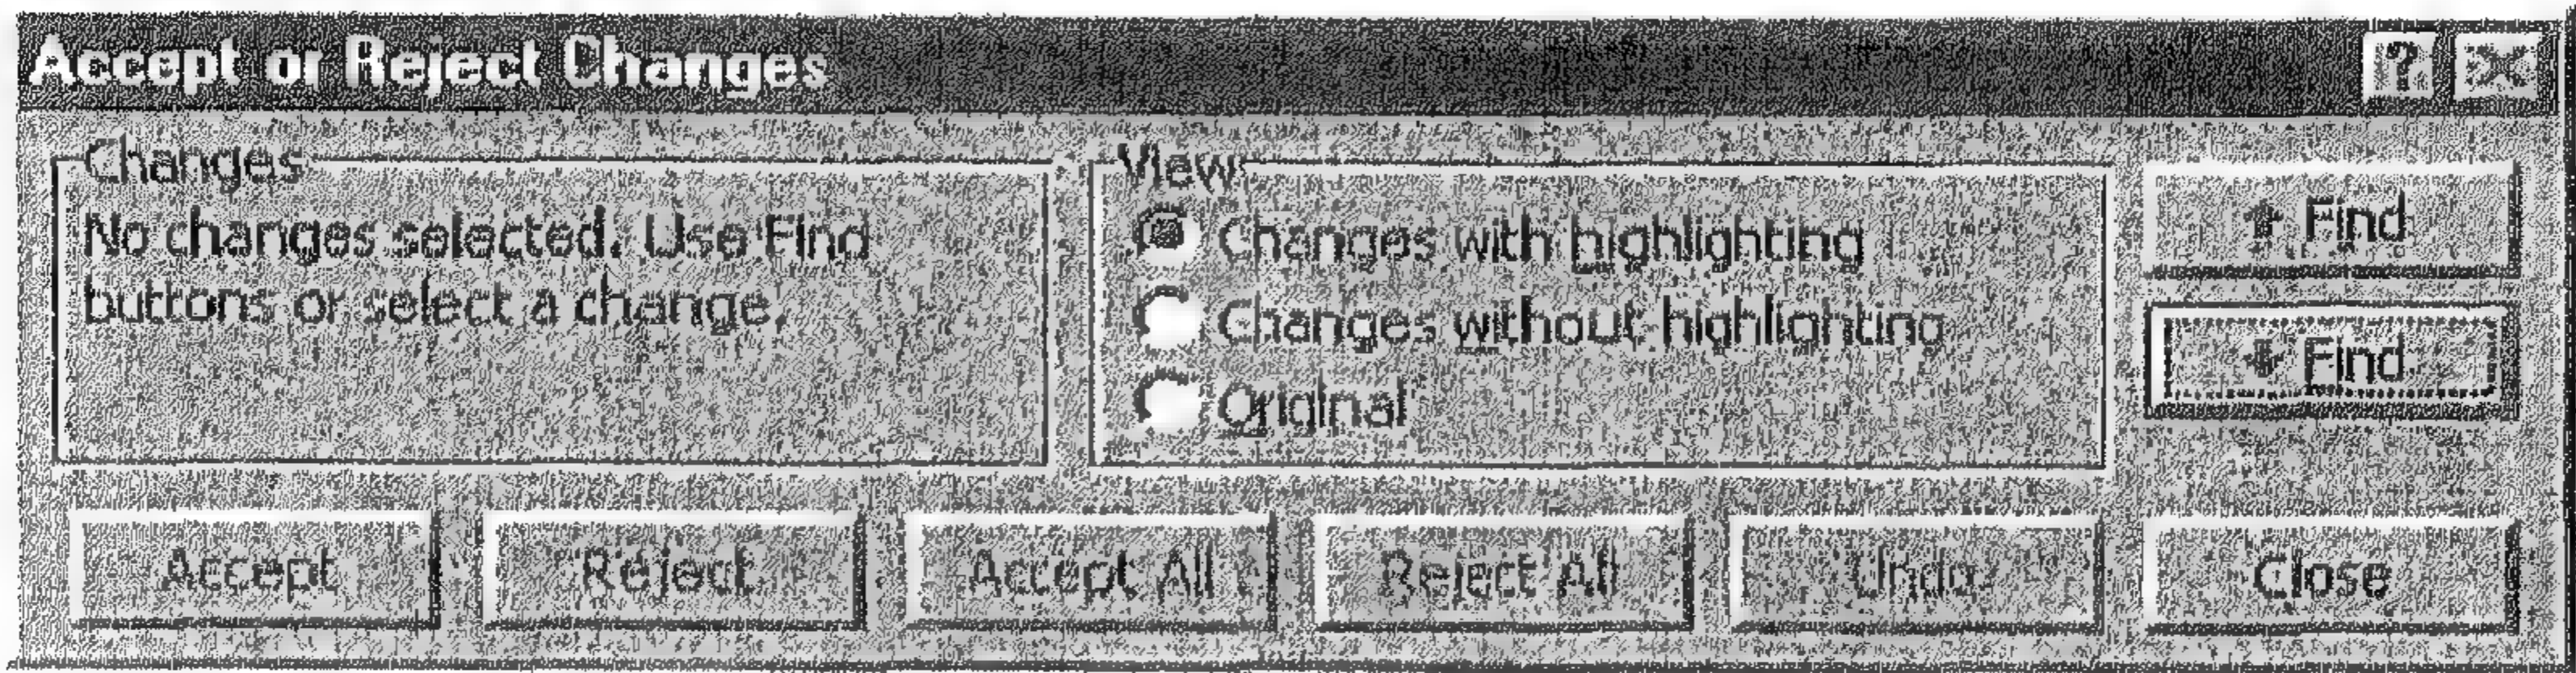 Accept or Reject Changes
Changes
No changes selected. Use Find
buttons or select a change.
View
Changes with highlighting
Changes without highlighting
Original
Find
Find
Accept
Reject
Accept All
Reject All
Undo
Close